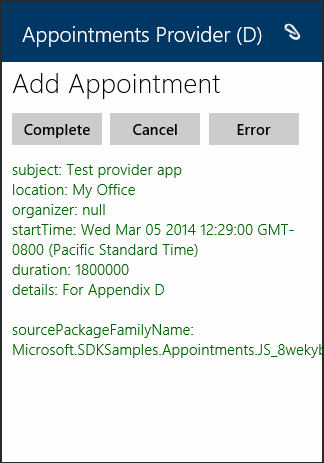 Appointments Provider (D)
Add Appointment
Complete Cancel Error
subject: Test provider app
location: My Office
organizer: null
startTime: Wed Mar 05 2014 12:29:00 GMT-
0800 (Pacific Standard Time)
duration: 1800000
details: For Appendix D
sourcePackageFamilyName:
Microsoft.SDKSamples.Appointments.JS_8wekyb